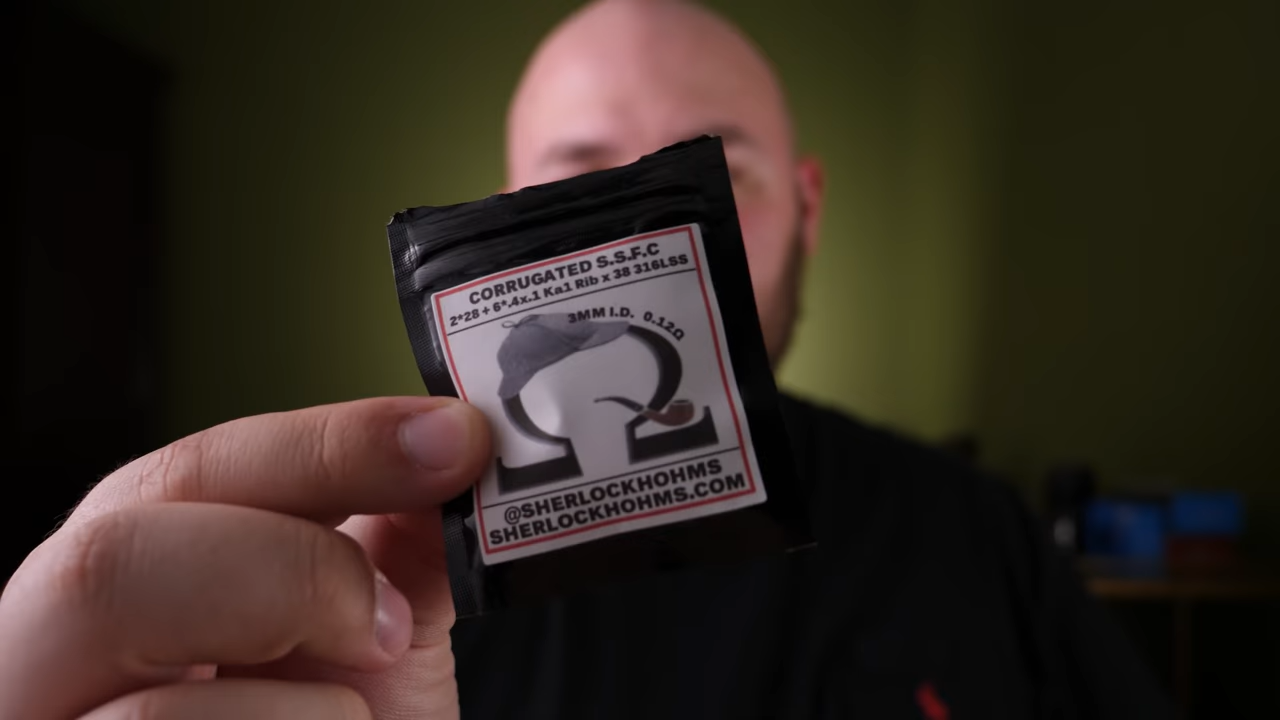 CORRUGATED S.S.F.C
2*28 + 6*.4x.1 Ka1 Rib x 38 316LSS
3MM I.D. 0.12Ω
@SHERLOCKHOHMS
SHERLOCKHOHMS.COM